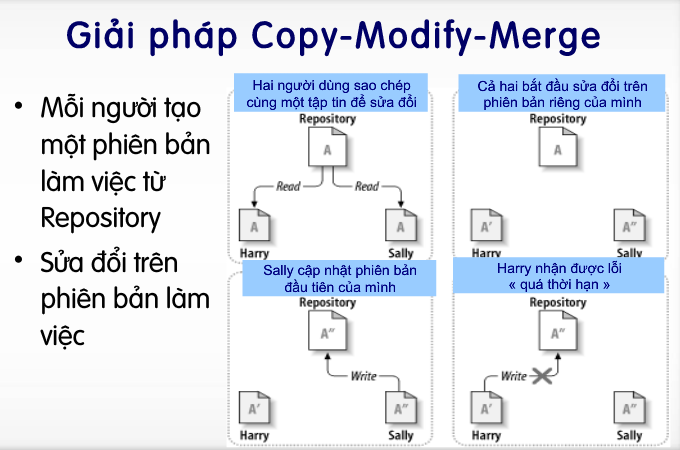 Giải pháp Copy-Modify-Merge
• Mỗi người tạo
một phiên bản
làm việc từ
Repository
• Sửa đổi trên
phiên bản làm
việc
Hai người dùng sao chép
cùng một tập tin để sửa đổi
Repository
A
Read
Read
A
A
Harry
Sally
Cả hai bắt đầu sửa đổi trên
phiên bản riêng của mình
Repository
A
A'
A"
Harry
Sally
Sally cập nhật phiên bản
đầu tiên của mình
Repository
A"
Write
A'
A"
Harry
Sally
Harry nhận được lỗi
« quá thời hạn »
Repository
A"
Write
A'
A"
Harry
Sally